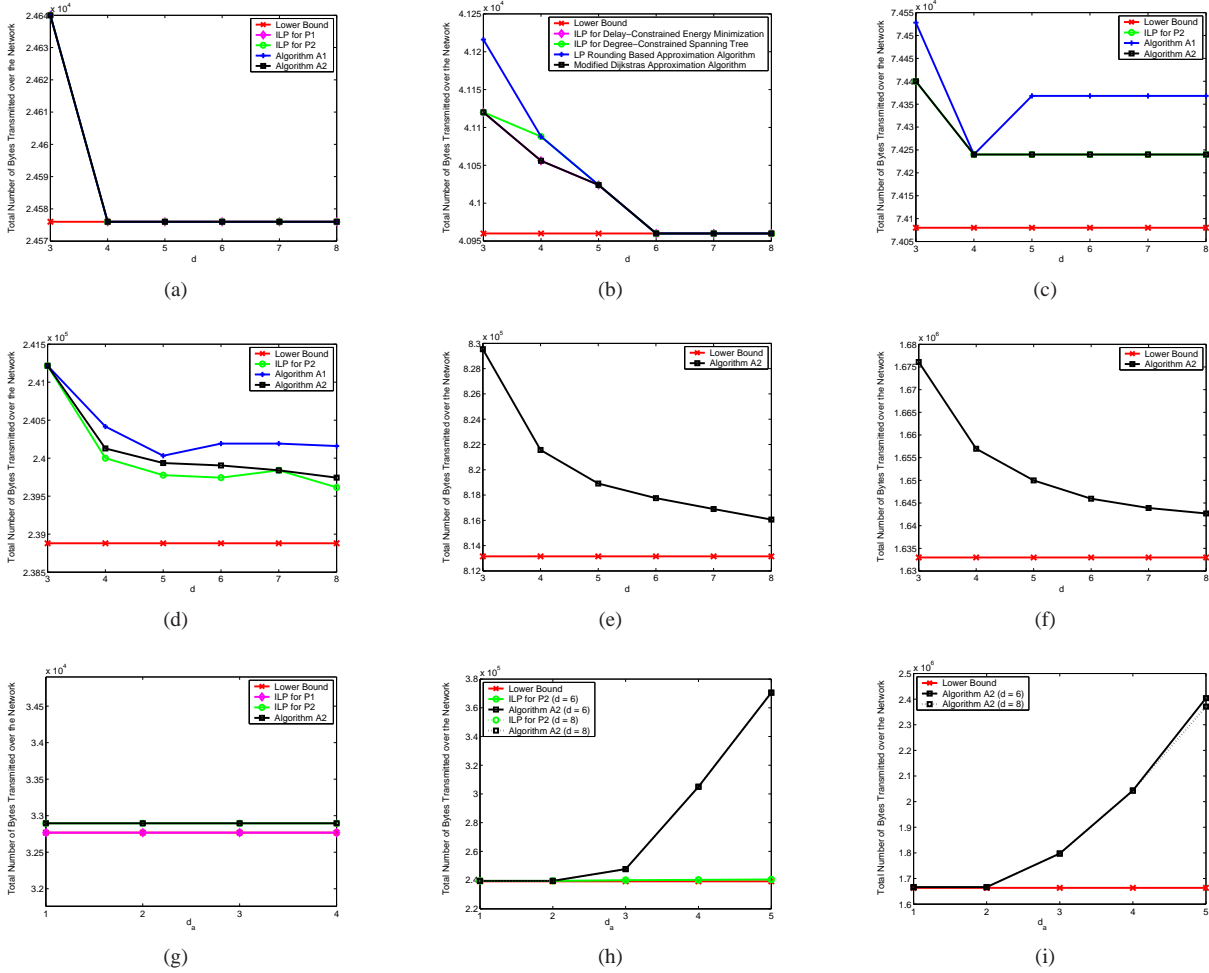 x 10^4
2.464
2.463
2.462
2.461
2.46
2.459
2.458
2.457
3 4 5 6 7 8
d
Total Number of Bytes Transmitted over the Network
Lower Bound
ILP for P1
ILP for P2
Algorithm A1
Algorithm A2
(a)
x 10^4
4.125
4.12
4.115
4.11
4.105
4.1
4.095
3 4 5 6 7 8
d
Total Number of Bytes Transmitted over the Network
Lower Bound
ILP for Delay−Constrained Energy Minimization
ILP for Degree−Constrained Spanning Tree
LP Rounding Based Approximation Algorithm
Modified Dijkstras Approximation Algorithm
(b)
x 10^4
7.455
7.45
7.445
7.44
7.435
7.43
7.425
7.42
7.415
7.41
7.405
3 4 5 6 7 8
d
Total Number of Bytes Transmitted over the Network
Lower Bound
ILP for P2
Algorithm A1
Algorithm A2
(c)
x 10^5
2.415
2.41
2.405
2.4
2.395
2.39
2.385
3 4 5 6 7 8
d
Total Number of Bytes Transmitted over the Network
Lower Bound
ILP for P2
Algorithm A1
Algorithm A2
(d)
x 10^5
8.3
8.28
8.26
8.24
8.22
8.2
8.18
8.16
8.14
8.12
3 4 5 6 7 8
d
Total Number of Bytes Transmitted over the Network
Lower Bound
Algorithm A2
(e)
x 10^6
1.68
1.675
1.67
1.665
1.66
1.655
1.65
1.645
1.64
1.635
1.63
3 4 5 6 7 8
d
Total Number of Bytes Transmitted over the Network
Lower Bound
Algorithm A2
(f)
x 10^4
3.45
3.4
3.35
3.3
3.25
3.2
1 2 3 4
d_a
Total Number of Bytes Transmitted over the Network
Lower Bound
ILP for P1
ILP for P2
Algorithm A2
(g)
x 10^5
3.8
3.6
3.4
3.2
3
2.8
2.6
2.4
2.2
1 2 3 4 5
d_a
Total Number of Bytes Transmitted over the Network
Lower Bound
ILP for P2 (d = 6)
Algorithm A2 (d = 6)
ILP for P2 (d = 8)
Algorithm A2 (d = 8)
(h)
x 10^6
2.5
2.4
2.3
2.2
2.1
2
1.9
1.8
1.7
1.6
1 2 3 4 5
d_a
Total Number of Bytes Transmitted over the Network
Lower Bound
Algorithm A2 (d = 6)
Algorithm A2 (d = 8)
(i)